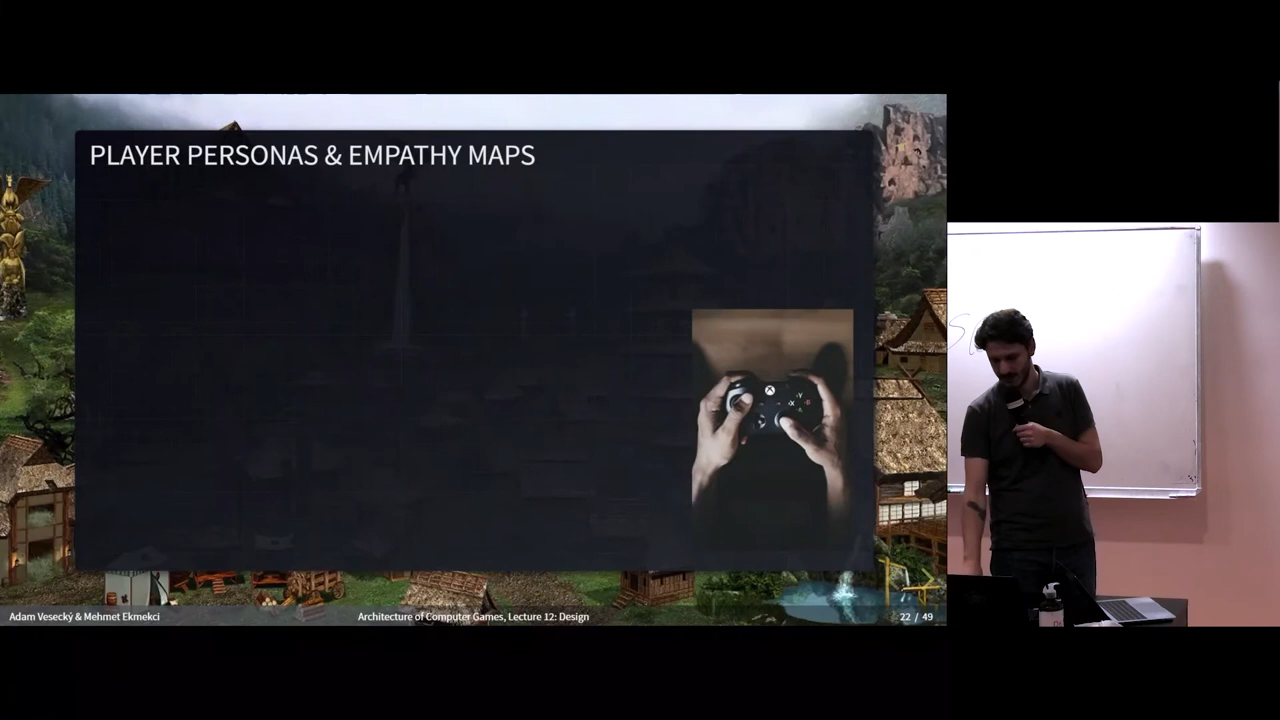 PLAYER PERSONAS & EMPATHY MAPS
Adam Vesecký & Mehmet Ekmekci
Architecture of Computer Games, Lecture 12: Design
22 / 49